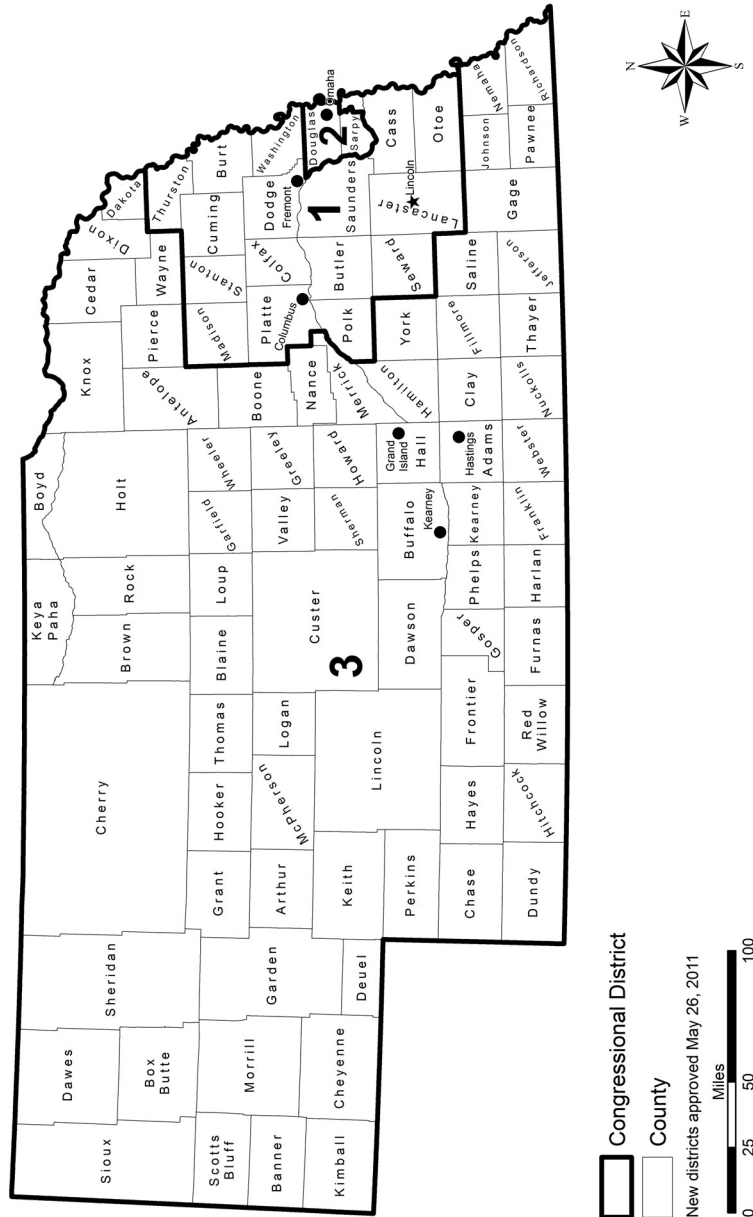 Sioux
Dawes
Box
Butte
Sheridan
Scotts
Bluff
Banner
Kimball
Morrill
Cheyenne
Garden
Deuel
Cherry
Keya
Paha
Boyd
Brown
Rock
Holt
Knox
Cedar
Dixon
Dakota
Pierce
Wayne
Thurston
Antelope
Grant
Hooker
Thomas
Blaine
Loup
Garfield
Wheeler
Boone
Madison
Stanton
Cuming
Burt
Arthur
McPherson
Logan
Custer
Valley
Greeley
Nance
Platte
Columbus
Colfax
Dodge
Fremont
Washington
Keith
Lincoln
3
Sherman
Howard
Merrick
Polk
Butler
Saunders
1
Douglas
Omaha
2
Sarpy
Perkins
Dawson
Buffalo
Kearney
Grand
Island
Hall
Hamilton
York
Seward
Lancaster
Lincoln
Cass
Otoe
Chase
Hayes
Frontier
Gosper
Phelps
Kearney
Hastings
Adams
Clay
Fillmore
Saline
Gage
Johnson
Nemaha
Dundy
Hitchcock
Red
Willow
Furnas
Harlan
Franklin
Webster
Nuckolls
Thayer
Jefferson
Pawnee
Richardson
N
E
S
W
Congressional District
County
New districts approved May 26, 2011
Miles
0 25 50 100